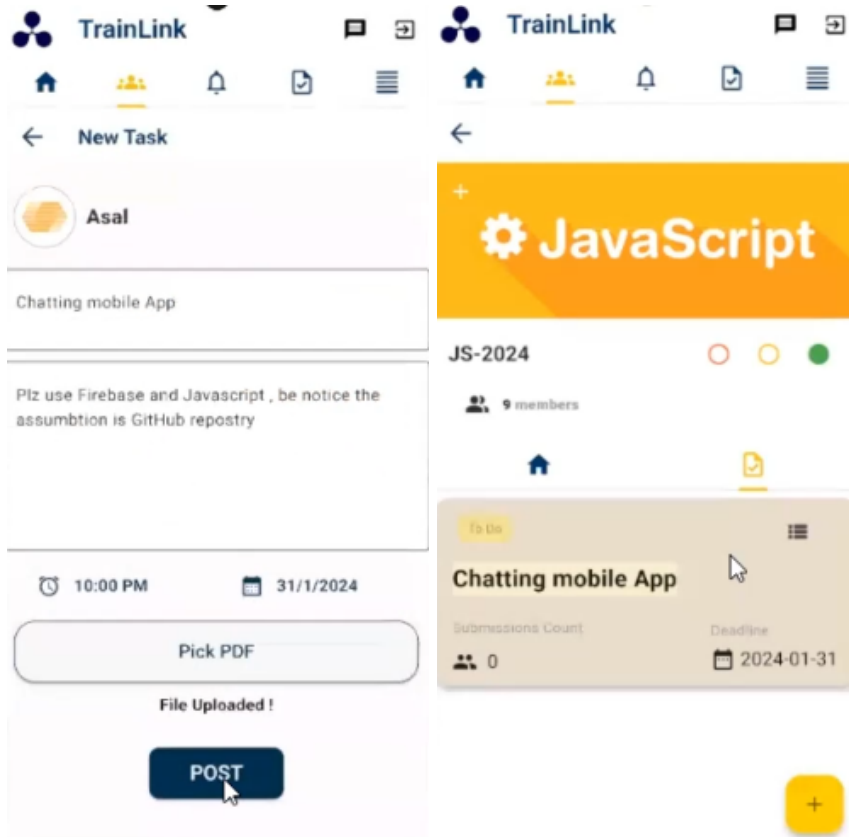 TrainLink
New Task
Asal
Chatting mobile App
Plz use Firebase and Javascript , be notice the
assumbtion is GitHub repostry
10:00 PM 31/1/2024
Pick PDF
File Uploaded !
POST
TrainLink
JavaScript
JS-2024
9 members
To Do
Chatting mobile App
Submissions Count Deadline
0 2024-01-31